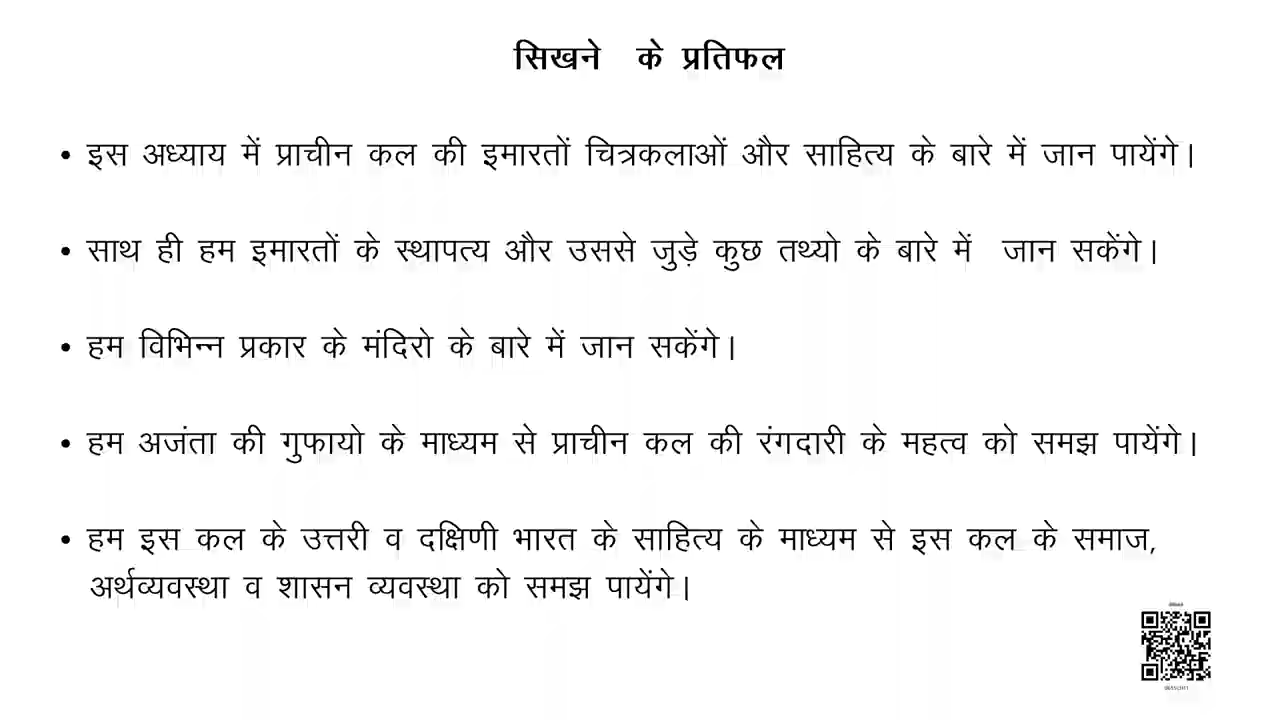 सिखने के प्रतिफल
• इस अध्याय में प्राचीन कल की इमारतों चित्रकलाओं और साहित्य के बारे में जान पायेंगे।
• साथ ही हम इमारतों के स्थापत्य और उससे जुड़े कुछ तथ्यो के बारे में जान सकेंगे।
• हम विभिन्न प्रकार के मंदिरो के बारे में जान सकेंगे।
• हम अजंता की गुफायो के माध्यम से प्राचीन कल की रंगदारी के महत्व को समझ पायेंगे।
• हम इस कल के उत्तरी व दक्षिणी भारत के साहित्य के माध्यम से इस कल के समाज,
अर्थव्यवस्था व शासन व्यवस्था को समझ पायेंगे।